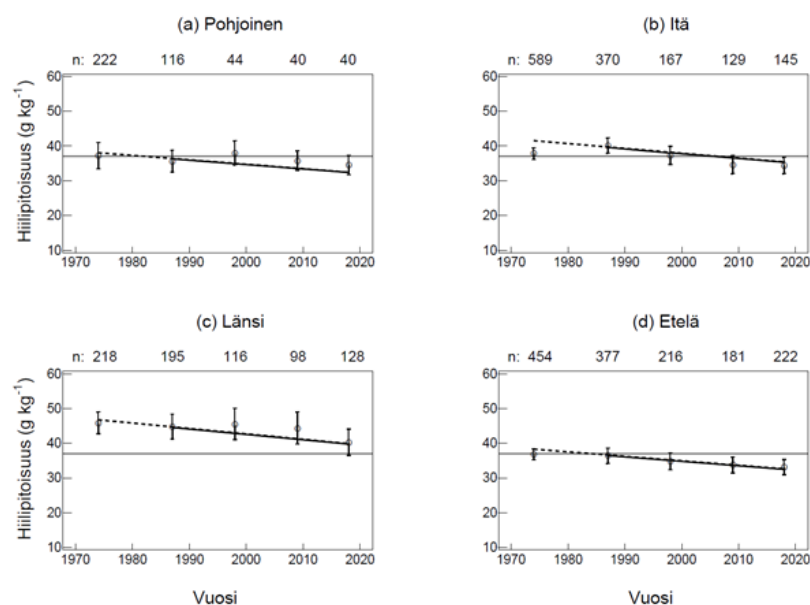 (a) Pohjoinen
n: 222 116 44 40 40
Hiilipitoisuus (g kg⁻¹)
60
50
40
30
20
10
1970 1980 1990 2000 2010 2020
(b) Itä
n: 589 370 167 129 145
60
50
40
30
20
10
1970 1980 1990 2000 2010 2020
(c) Länsi
n: 218 195 116 98 128
Hiilipitoisuus (g kg⁻¹)
60
50
40
30
20
10
1970 1980 1990 2000 2010 2020
Vuosi
(d) Etelä
n: 454 377 216 181 222
60
50
40
30
20
10
1970 1980 1990 2000 2010 2020
Vuosi